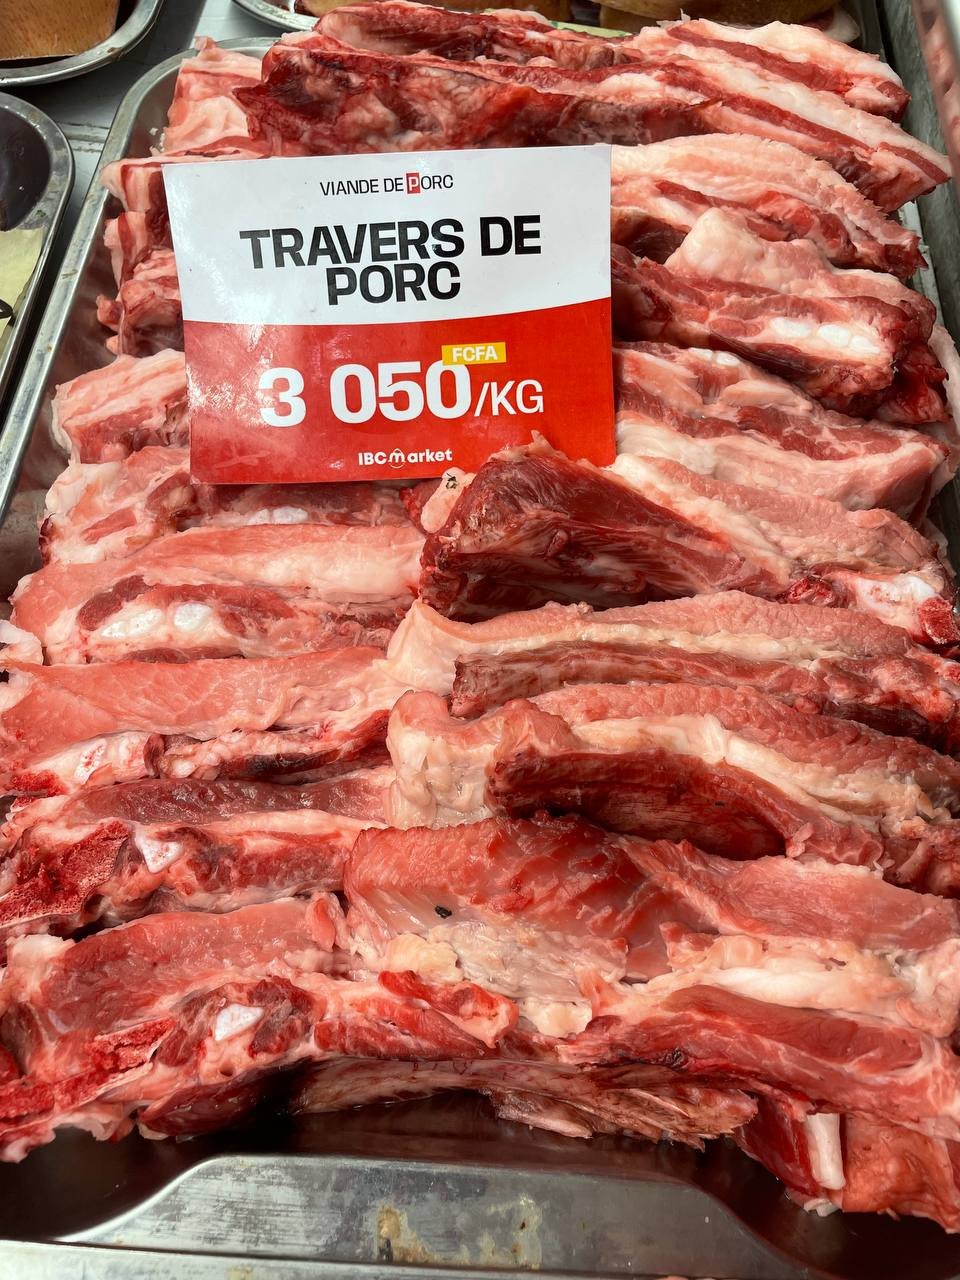 VIANDE DE PORC
TRAVERS DE
PORC
FCFA
3 050/KG
IBC market